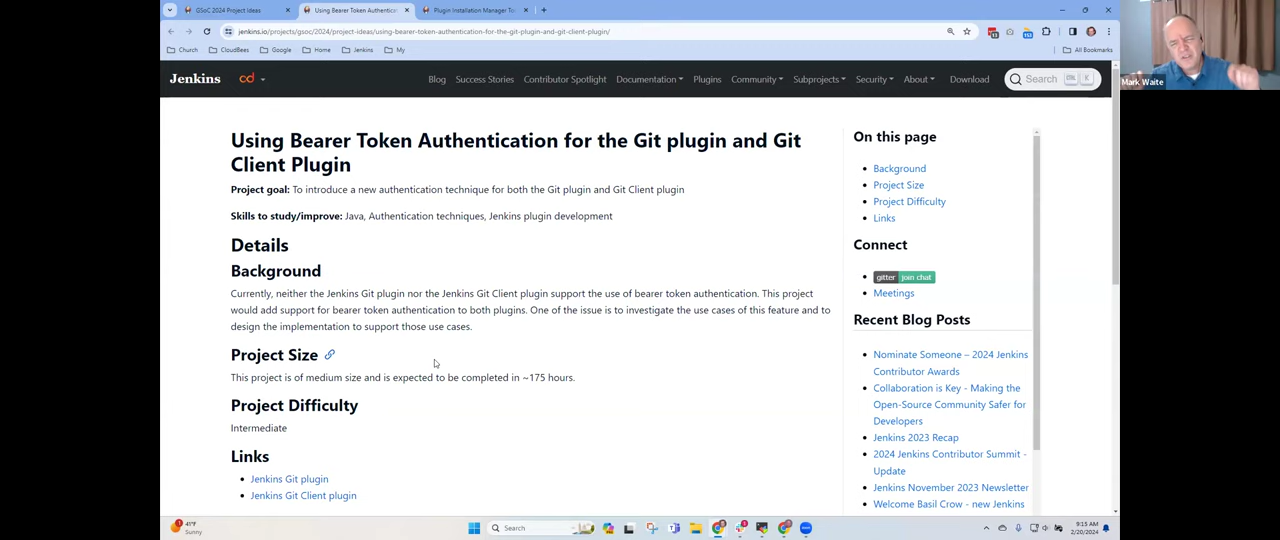 GSoC 2024 Project Ideas
Using Bearer Token Authenticat
Plugin Installation Manager To
jenkins.io/projects/gsoc/2024/project-ideas/using-bearer-token-authentication-for-the-git-plugin-and-git-client-plugin/
Church
CloudBees
Google
Home
Jenkins
My
All Bookmarks
Jenkins
cd
Blog
Success Stories
Contributor Spotlight
Documentation
Plugins
Community
Subprojects
Security
About
Download
Search
CTRL
K
Mark Waite
Using Bearer Token Authentication for the Git plugin and Git
Client Plugin
Project goal: To introduce a new authentication technique for both the Git plugin and Git Client plugin
Skills to study/improve: Java, Authentication techniques, Jenkins plugin development
Details
Background
Currently, neither the Jenkins Git plugin nor the Jenkins Git Client plugin support the use of bearer token authentication. This project
would add support for bearer token authentication to both plugins. One of the issue is to investigate the use cases of this feature and to
design the implementation to support those use cases.
Project Size
This project is of medium size and is expected to be completed in ~175 hours.
Project Difficulty
Intermediate
Links
Jenkins Git plugin
Jenkins Git Client plugin
On this page
Background
Project Size
Project Difficulty
Links
Connect
gitter join chat
Meetings
Recent Blog Posts
Nominate Someone – 2024 Jenkins
Contributor Awards
Collaboration is Key - Making the
Open-Source Community Safer for
Developers
Jenkins 2023 Recap
2024 Jenkins Contributor Summit -
Update
Jenkins November 2023 Newsletter
Welcome Basil Crow - new Jenkins
41°F
Sunny
Search
9:15 AM
2/20/2024